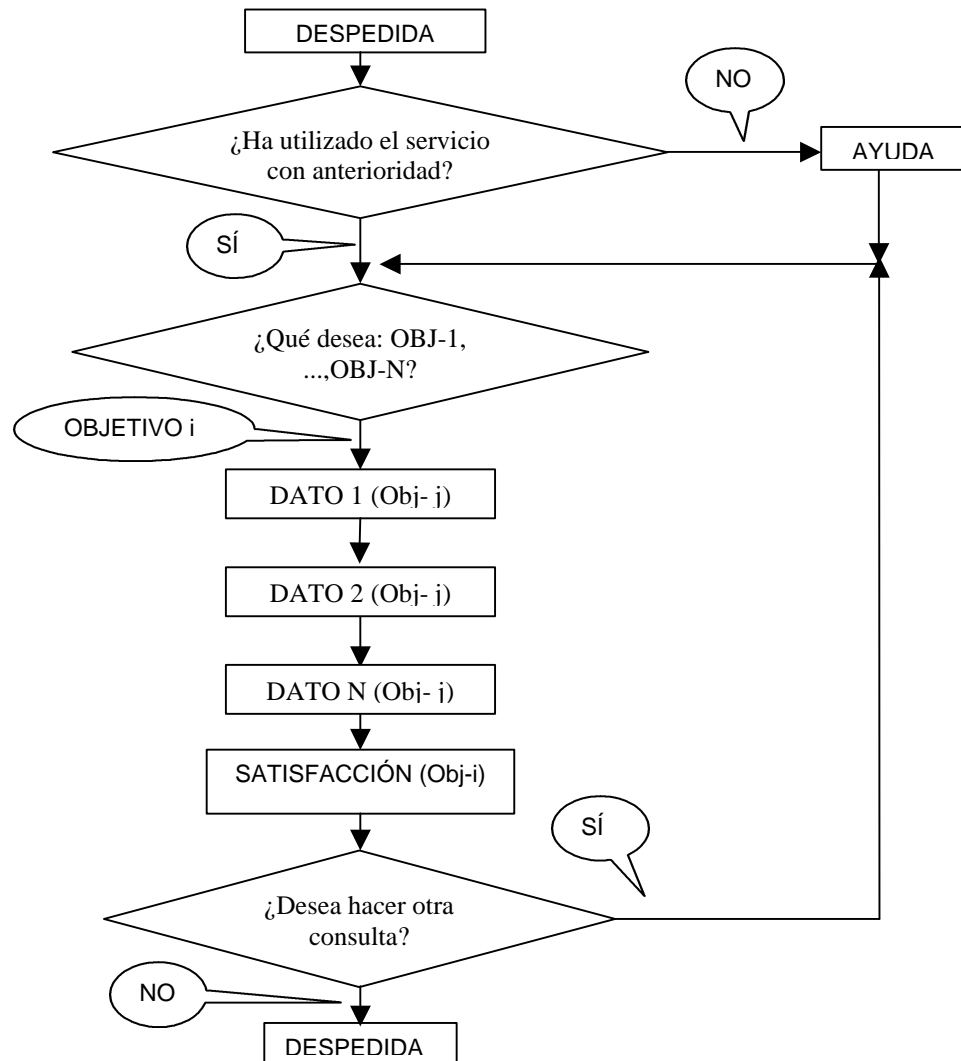 DESPEDIDA
NO
¿Ha utilizado el servicio
con anterioridad?
AYUDA
SÍ
¿Qué desea: OBJ-1,
...,OBJ-N?
OBJETIVO i
DATO 1 (Obj- j)
DATO 2 (Obj- j)
DATO N (Obj- j)
SATISFACCIÓN (Obj-i)
SÍ
¿Desea hacer otra
consulta?
NO
DESPEDIDA